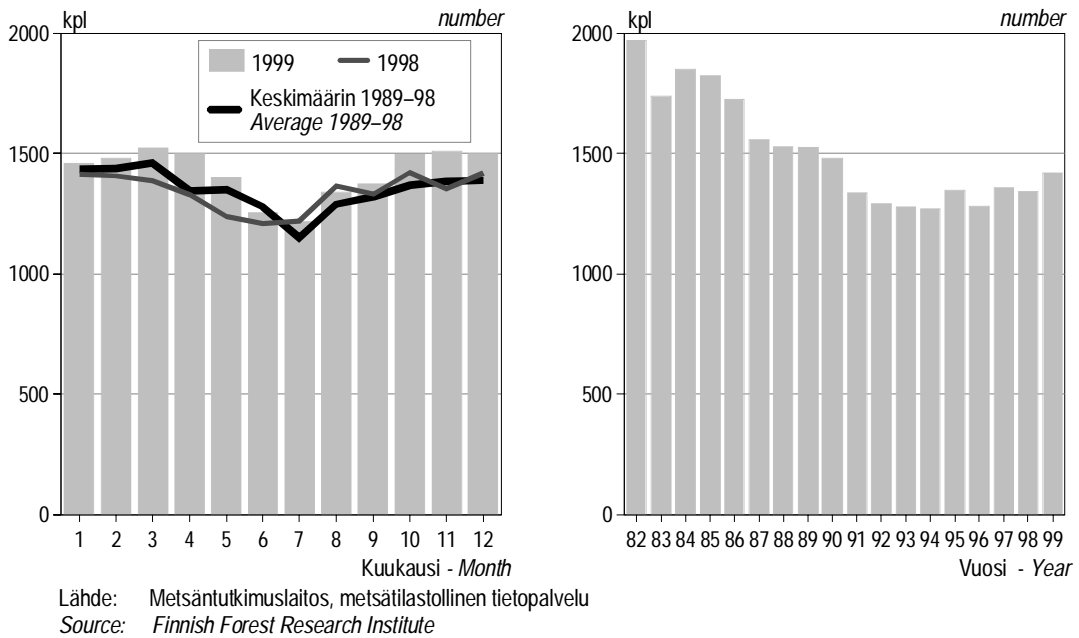 kpl
number
2000
1500
1000
500
0
1999
1998
Keskimäärin 1989–98
Average 1989–98
1 2 3 4 5 6 7 8 9 10 11 12
Kuukausi - Month
kpl
number
2000
1500
1000
500
0
82 83 84 85 86 87 88 89 90 91 92 93 94 95 96 97 98 99
Vuosi - Year
Lähde: Metsäntutkimuslaitos, metsätilastollinen tietopalvelu
Source: Finnish Forest Research Institute